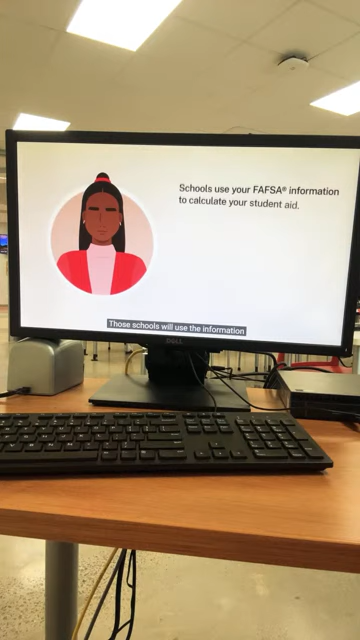 Schools use your FAFSA® information
to calculate your student aid.
Those schools will use the information
DELL